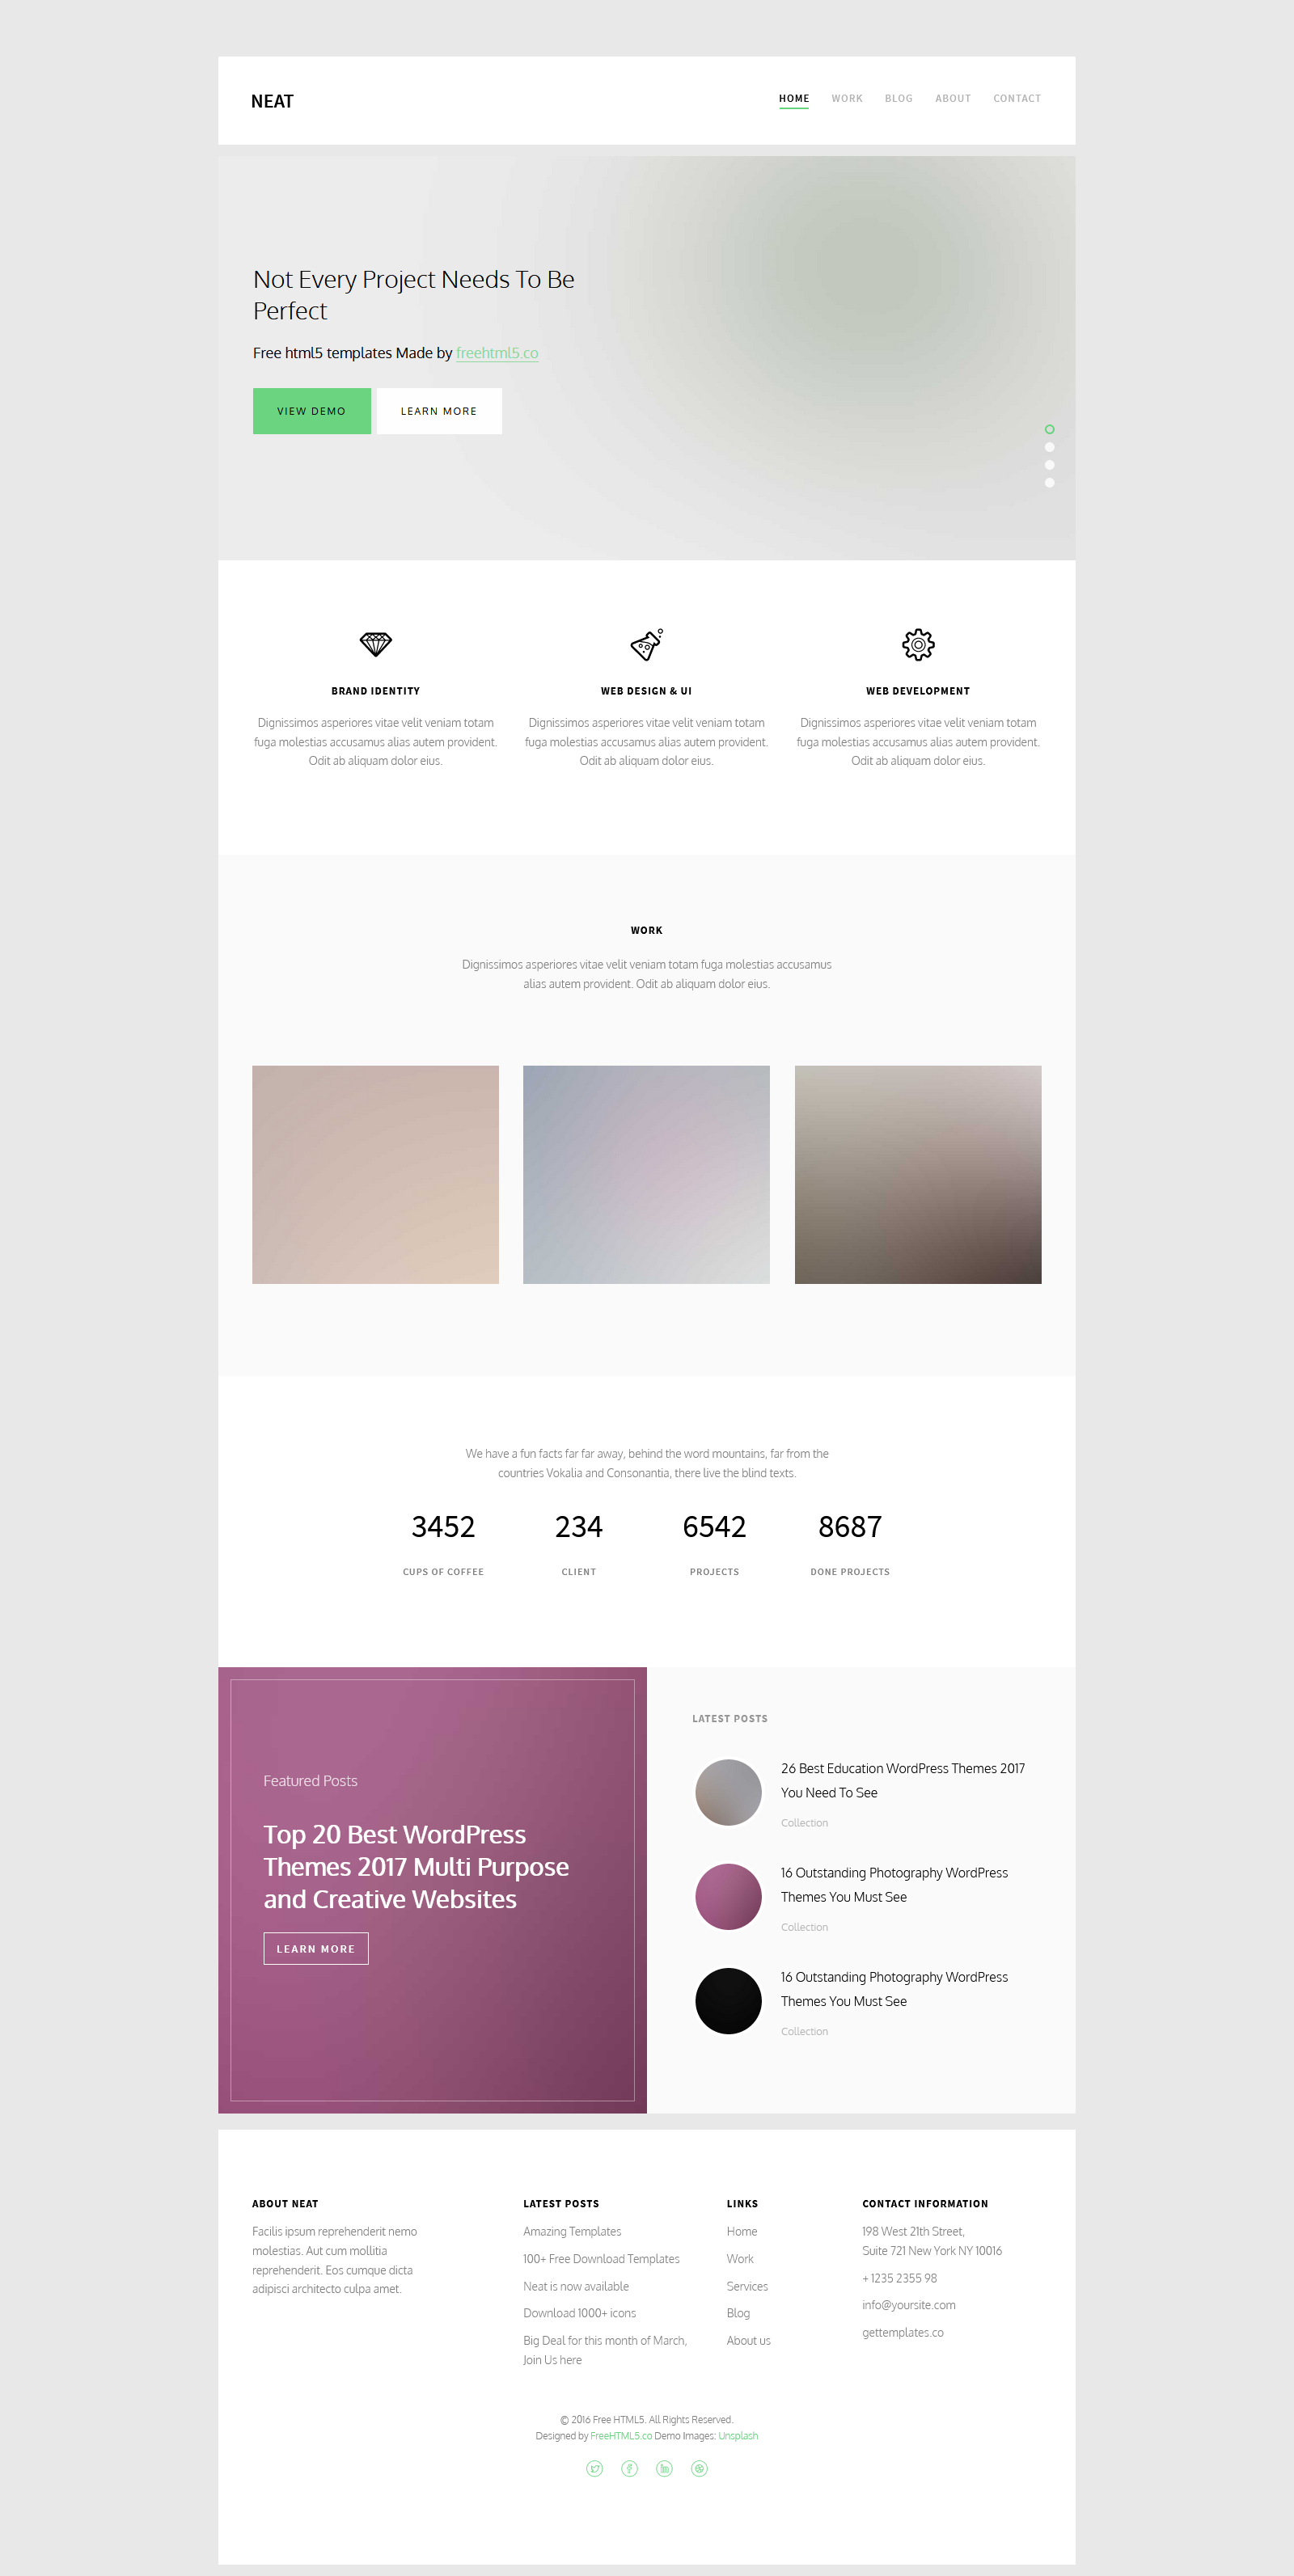 NEAT
HOME WORK BLOG ABOUT CONTACT
Not Every Project Needs To Be
Perfect
Free html5 templates Made by freehtml5.co
VIEW DEMO LEARN MORE
BRAND IDENTITY
Dignissimos asperiores vitae velit veniam totam
fuga molestias accusamus alias autem provident.
Odit ab aliquam dolor eius.
WEB DESIGN & UI
Dignissimos asperiores vitae velit veniam totam
fuga molestias accusamus alias autem provident.
Odit ab aliquam dolor eius.
WEB DEVELOPMENT
Dignissimos asperiores vitae velit veniam totam
fuga molestias accusamus alias autem provident.
Odit ab aliquam dolor eius.
WORK
Dignissimos asperiores vitae velit veniam totam fuga molestias accusamus
alias autem provident. Odit ab aliquam dolor eius.
We have a fun facts far far away, behind the word mountains, far from the
countries Vokalia and Consonantia, there live the blind texts.
3452
CUPS OF COFFEE
234
CLIENT
6542
PROJECTS
8687
DONE PROJECTS
Featured Posts
Top 20 Best WordPress
Themes 2017 Multi Purpose
and Creative Websites
LEARN MORE
LATEST POSTS
26 Best Education WordPress Themes 2017
You Need To See
Collection
16 Outstanding Photography WordPress
Themes You Must See
Collection
16 Outstanding Photography WordPress
Themes You Must See
Collection
ABOUT NEAT
Facilis ipsum reprehenderit nemo
molestias. Aut cum mollitia
reprehenderit. Eos cumque dicta
adipisci architecto culpa amet.
LATEST POSTS
Amazing Templates
100+ Free Download Templates
Neat is now available
Download 1000+ icons
Big Deal for this month of March,
Join Us here
LINKS
Home
Work
Services
Blog
About us
CONTACT INFORMATION
198 West 21th Street,
Suite 721 New York NY 10016
+ 1235 2355 98
info@yoursite.com
gettemplates.co
© 2016 Free HTML5. All Rights Reserved.
Designed by FreeHTML5.co Demo Images: Unsplash